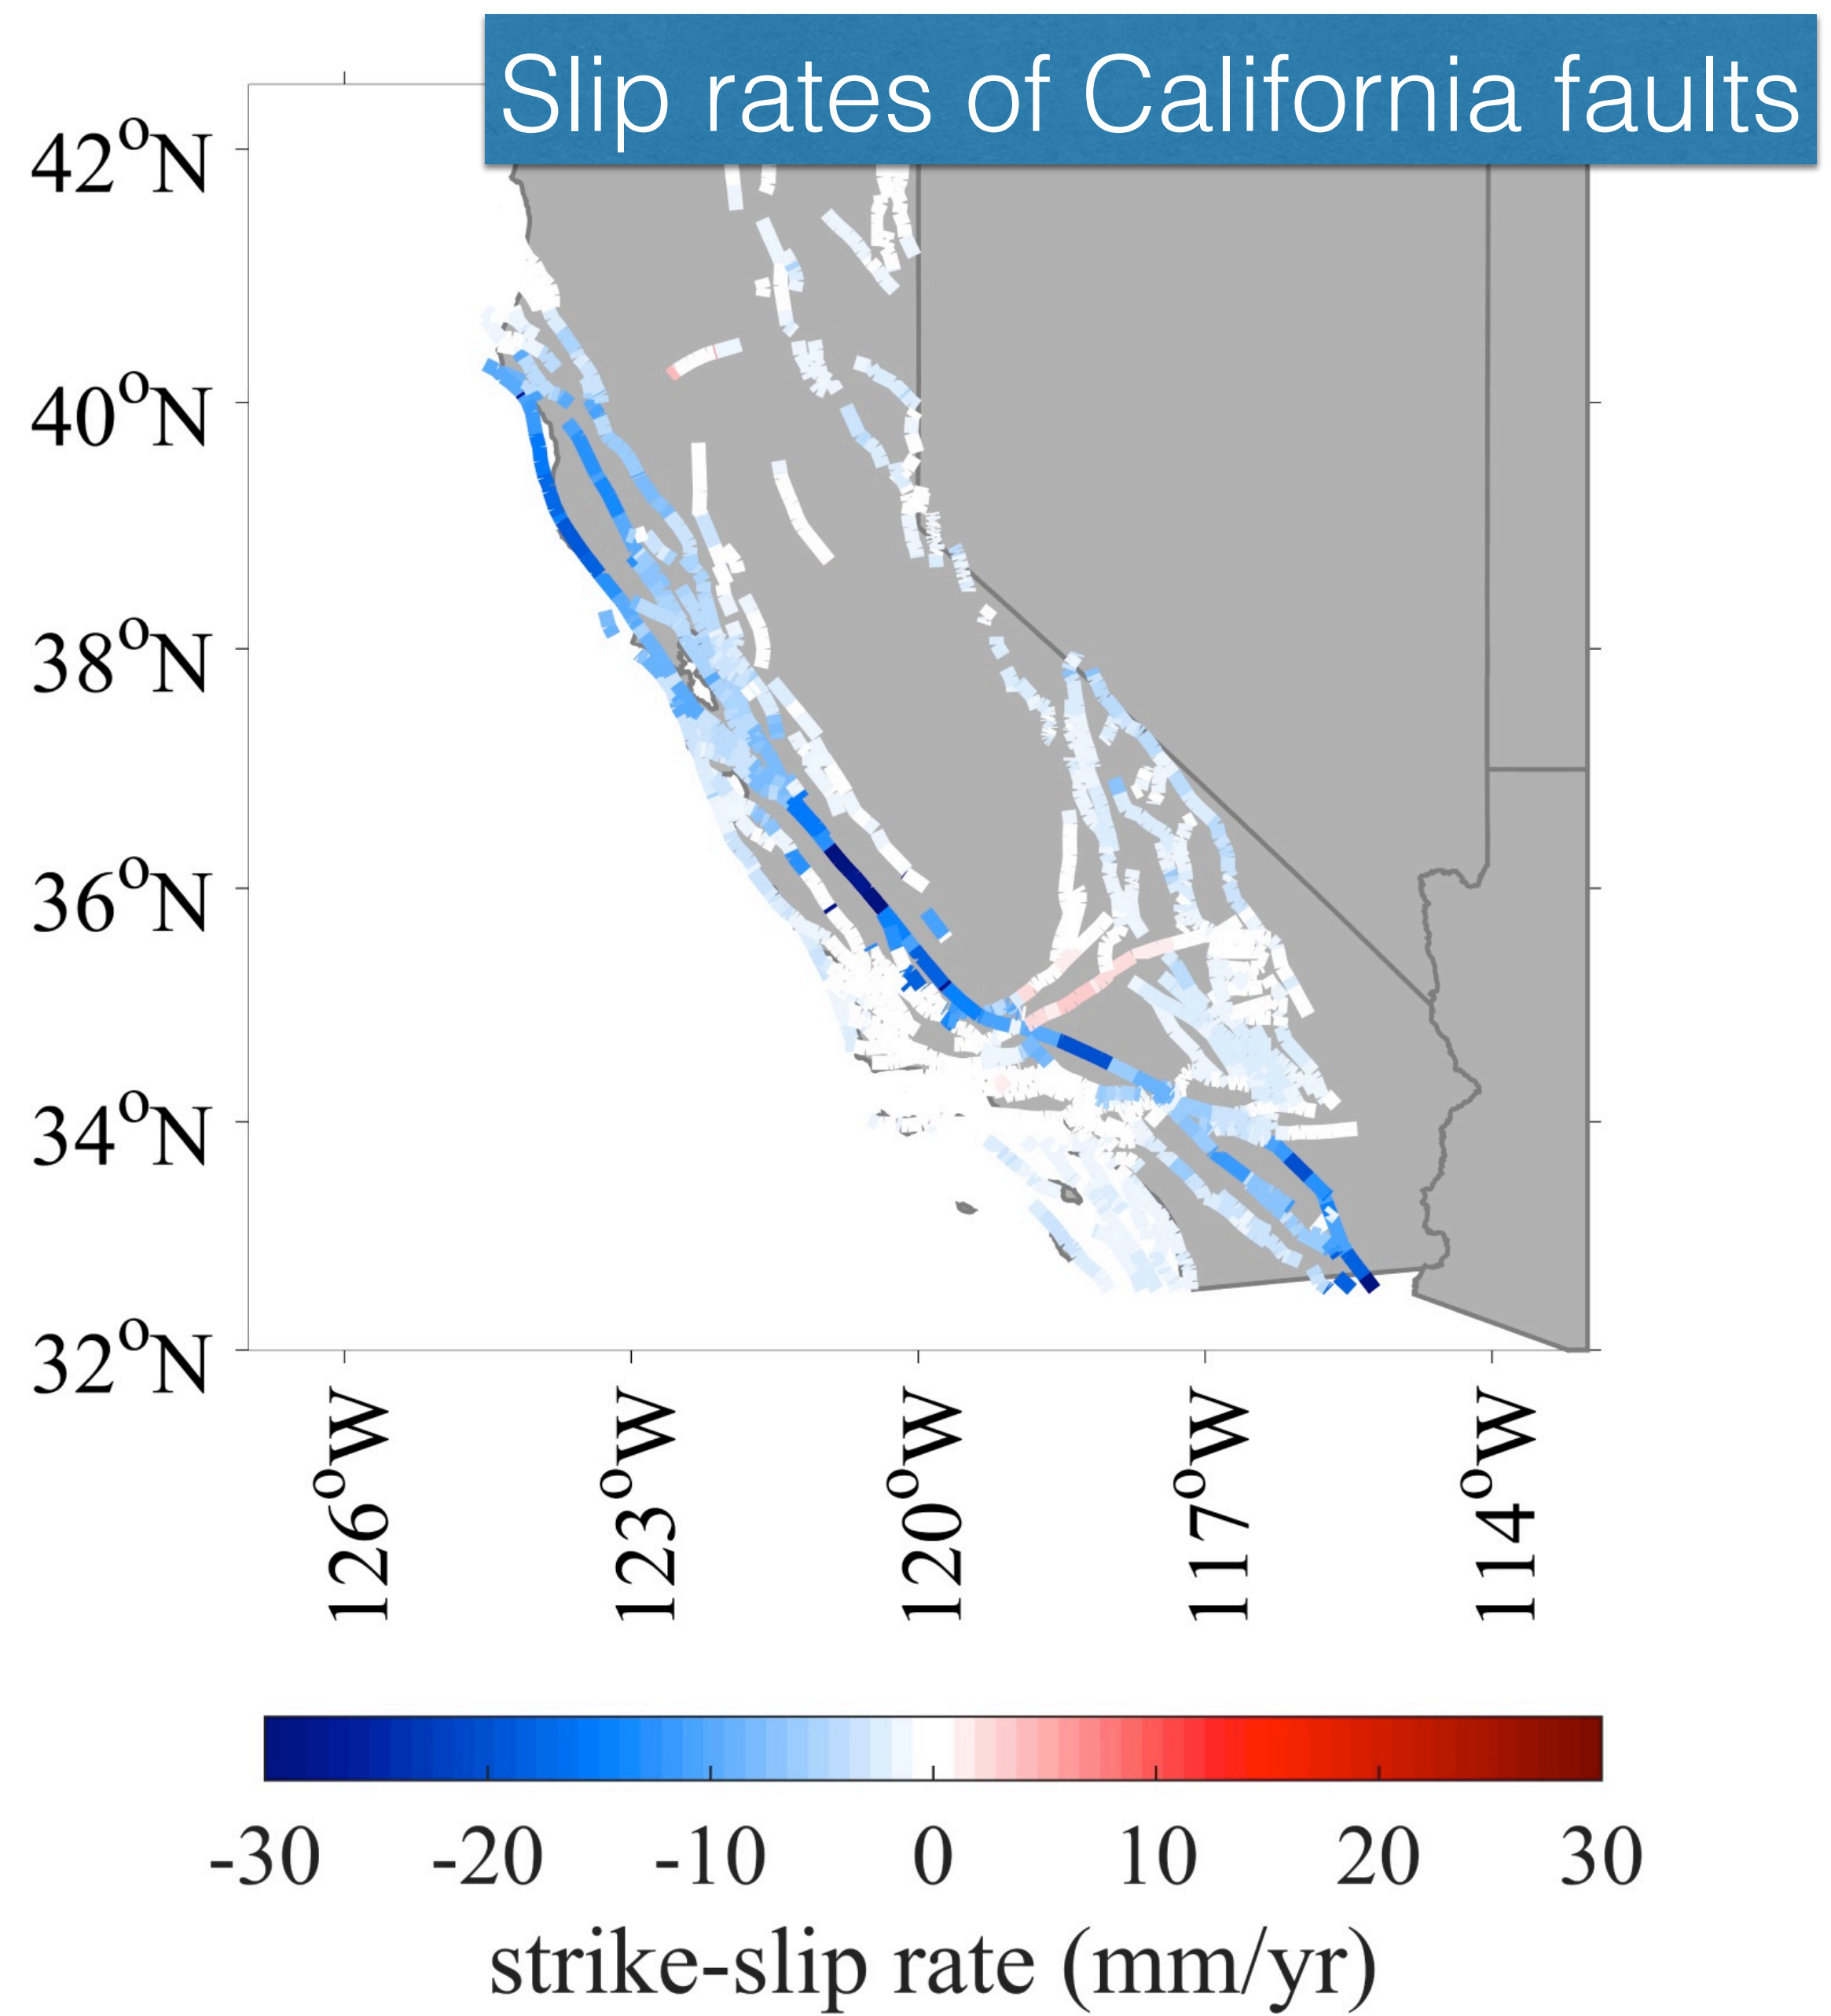 Slip rates of California faults
42°N
40°N
38°N
36°N
34°N
32°N
126°W
123°W
120°W
117°W
114°W
-30 -20 -10 0 10 20 30
strike-slip rate (mm/yr)